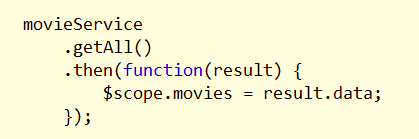 movieService
    .getAll()
    .then(function(result) {
        $scope.movies = result.data;
    });